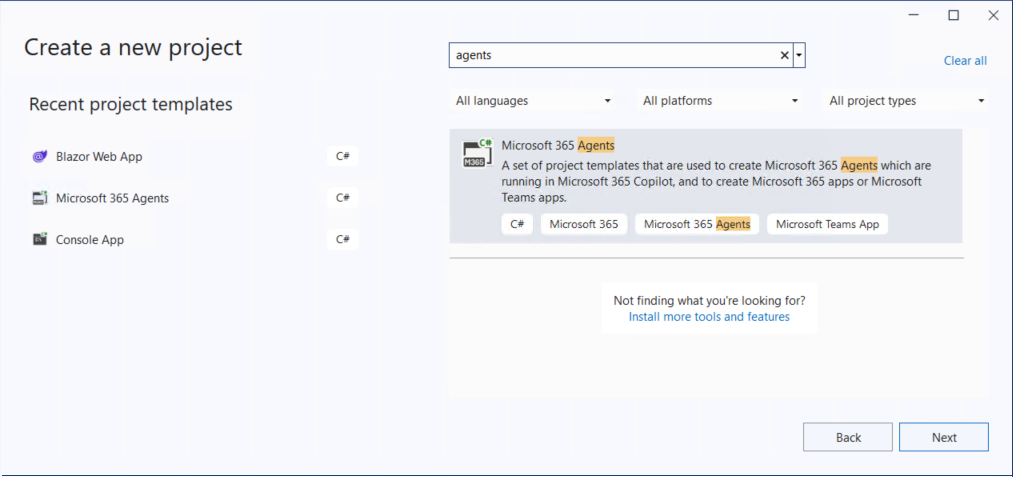 Create a new project
agents
Clear all
Recent project templates
All languages
All platforms
All project types
Blazor Web App
C#
Microsoft 365 Agents
C#
Console App
C#
C#
M365
Microsoft 365 Agents
A set of project templates that are used to create Microsoft 365 Agents which are
running in Microsoft 365 Copilot, and to create Microsoft 365 apps or Microsoft
Teams apps.
C#
Microsoft 365
Microsoft 365 Agents
Microsoft Teams App
Not finding what you're looking for?
Install more tools and features
Back
Next